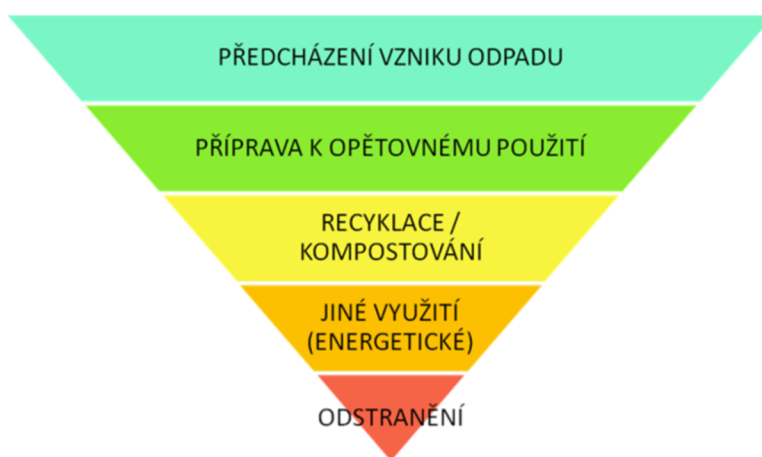 PŘEDCHÁZENÍ VZNIKU ODPADU
PŘÍPRAVA K OPĚTOVNÉMU POUŽITÍ
RECYKLACE /
KOMPOSTOVÁNÍ
JINÉ VYUŽITÍ
(ENERGETICKÉ)
ODSTRANĚNÍ